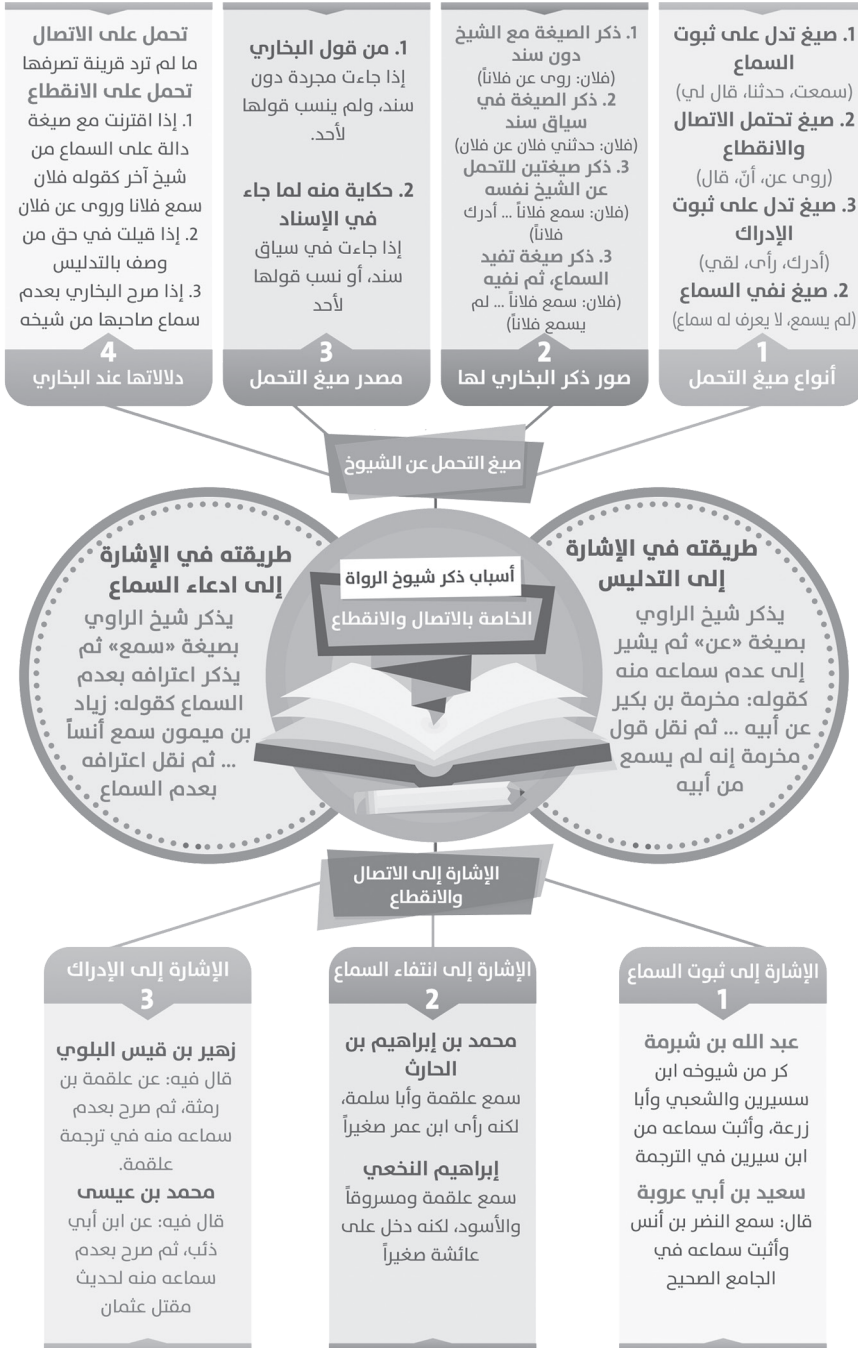 1. صيغ تدل على ثبوت
السماع
(سمعت، حدثنا، قال لي)
2. صيغ تحتمل الاتصال
والانقطاع
(روى عن، أنّ، قال)
3. صيغ تدل على ثبوت
الإدراك
(أدرك، رأى، لقي)
2. صيغ نفي السماع
(لم يسمع، لا يعرف له سماع)
1
أنواع صيغ التحمل
1. ذكر الصيغة مع الشيخ
دون سند
(فلان: روى عن فلاناً)
2. ذكر الصيغة في
سياق سند
(فلان: حدثني فلان عن فلان)
3. ذكر صيغتين للتحمل
عن الشيخ نفسه
(فلان: سمع فلاناً ... أدرك
فلاناً)
3. ذكر صيغة تفيد
السماع، ثم نفيه
(فلان: سمع فلاناً ... لم
يسمع فلاناً)
2
صور ذكر البخاري لها
1. من قول البخاري
إذا جاءت مجردة دون
سند، ولم ينسب قولها
لأحد.
2. حكاية منه لما جاء
في الإسناد
إذا جاءت في سياق
سند، أو نسب قولها
لأحد
3
مصدر صيغ التحمل
تحمل على الاتصال
ما لم ترد قرينة تصرفها
تحمل على الانقطاع
1. إذا اقترنت مع صيغة
دالة على السماع من
شيخ آخر كقوله فلان
سمع فلانا وروى عن فلان
2. إذا قيلت في حق من
وصف بالتدليس
3. إذا صرح البخاري بعدم
سماع صاحبها من شيخه
4
دلالاتها عند البخاري
صيغ التحمل عن الشيوخ
طريقته في الإشارة
إلى التدليس
يذكر شيخ الراوي
بصيغة «عن» ثم يشير
إلى عدم سماعه منه
كقوله: مخرمة بن بكير
عن أبيه ... ثم نقل قول
مخرمة إنه لم يسمع
من أبيه
أسباب ذكر شيوخ الرواة
الخاصة بالاتصال والانقطاع
طريقته في الإشارة
إلى ادعاء السماع
يذكر شيخ الراوي
بصيغة «سمع» ثم
يذكر اعترافه بعدم
السماع كقوله: زياد
بن ميمون سمع أنساً
... ثم نقل اعترافه
بعدم السماع
الإشارة إلى الاتصال
والانقطاع
الإشارة إلى ثبوت السماع
1
عبد الله بن شبرمة
كر من شيوخه ابن
سسيرين والشعبي وأبا
زرعة، وأثبت سماعه من
ابن سيرين في الترجمة
سعيد بن أبي عروبة
قال: سمع النضر بن أنس
وأثبت سماعه في
الجامع الصحيح
الإشارة إلى انتفاء السماع
2
محمد بن إبراهيم بن
الحارث
سمع علقمة وأبا سلمة،
لكنه رأى ابن عمر صغيراً
إبراهيم النخعي
سمع علقمة ومسروقاً
والأسود، لكنه دخل على
عائشة صغيراً
الإشارة إلى الإدراك
3
زهير بن قيس البلوي
قال فيه: عن علقمة بن
رمثة، ثم صرح بعدم
سماعه منه في ترجمة
علقمة.
محمد بن عيسى
قال فيه: عن ابن أبي
ذئب، ثم صرح بعدم
سماعه منه لحديث
مقتل عثمان